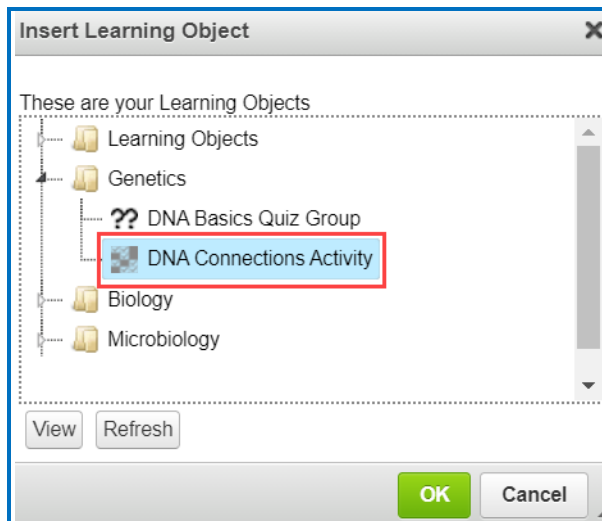 Insert Learning Object
These are your Learning Objects
Learning Objects
Genetics
?? DNA Basics Quiz Group
DNA Connections Activity
Biology
Microbiology
View Refresh
OK Cancel